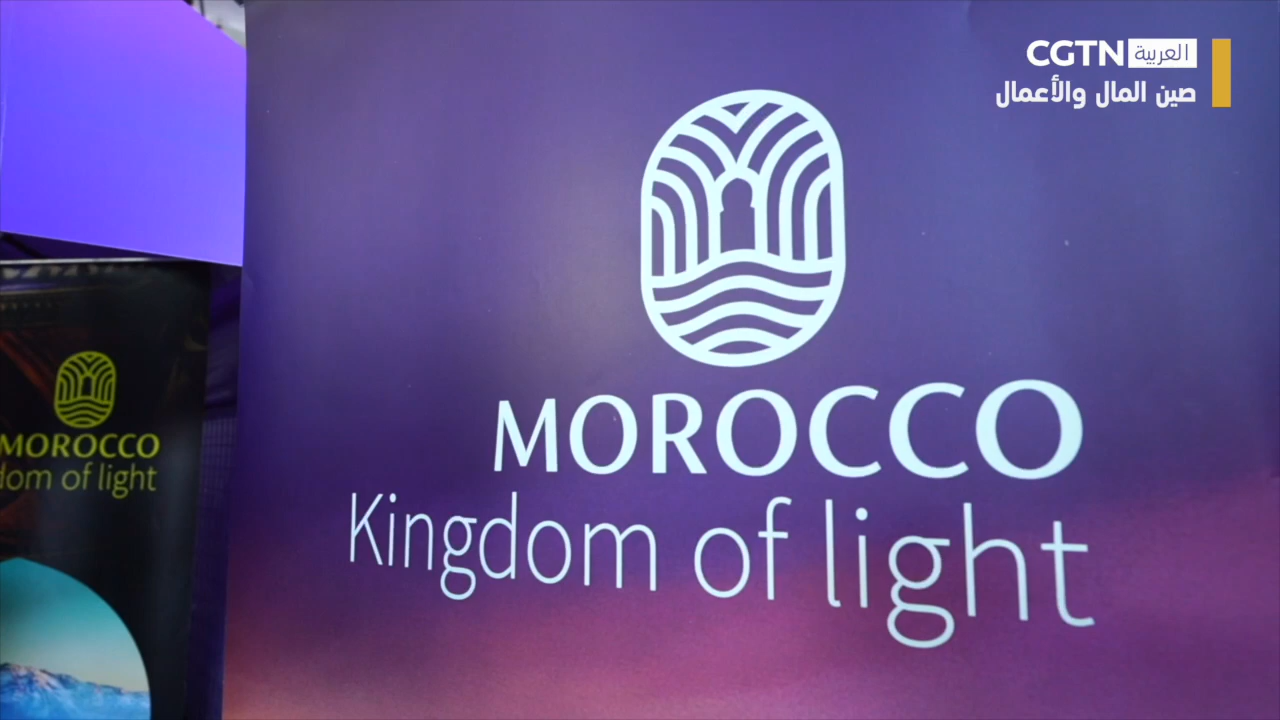 CGTN العربية
صين المال والأعمال
MOROCCO
Kingdom of light
MOROCCO
dom of light